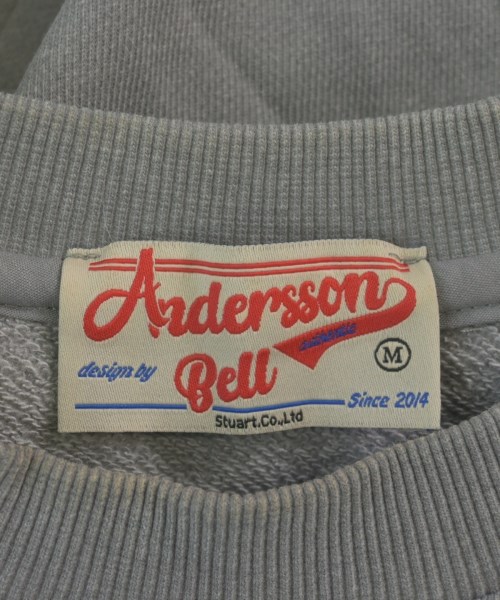 Andersson
design by Bell
M
Since 2014
Stuart.Co.,Ltd